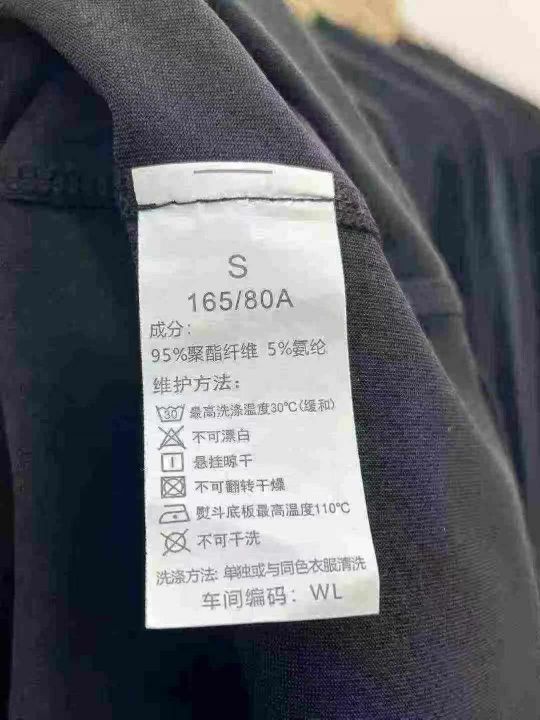 S
165/80A
成分:
95%聚酯纤维 5%氨纶
维护方法:
30 最高洗涤温度30℃(缓和)
不可漂白
悬挂晾干
不可翻转干燥
熨斗底板最高温度110℃
不可干洗
洗涤方法: 单独或与同色衣服清洗
车间编码: WL